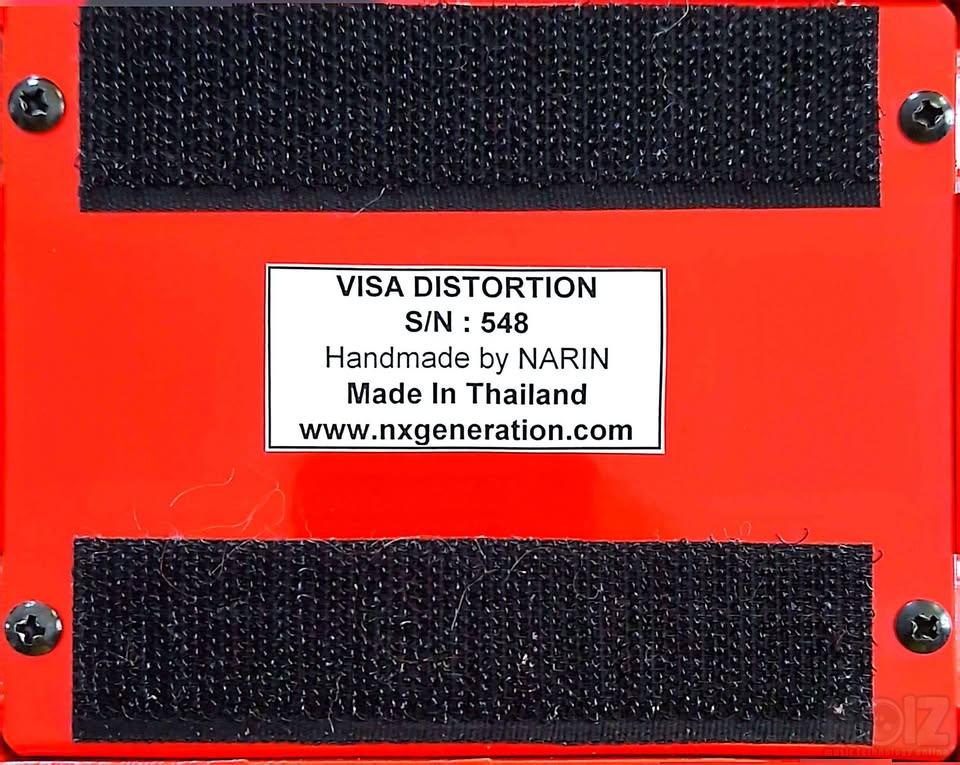 VISA DISTORTION
S/N : 548
Handmade by NARIN
Made In Thailand
www.nxgeneration.com